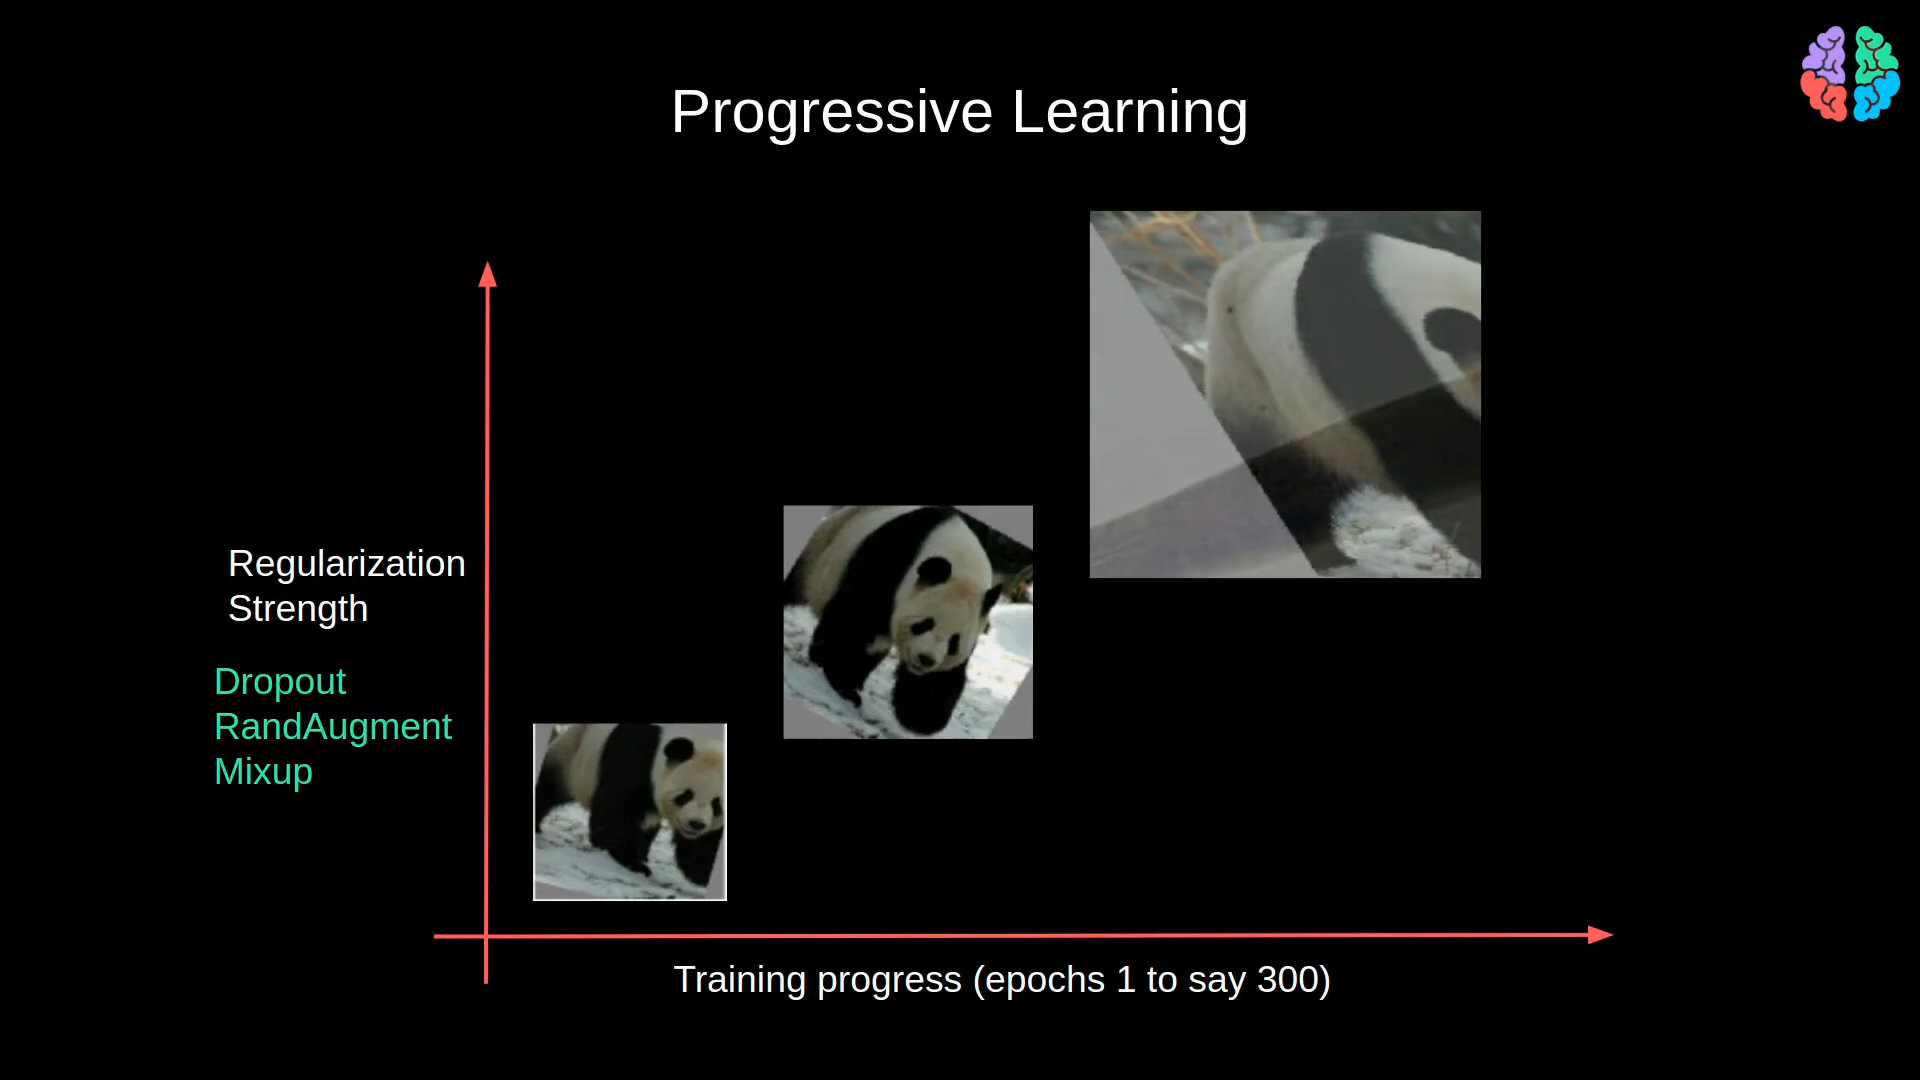 Progressive Learning
Regularization
Strength
Dropout
RandAugment
Mixup
Training progress (epochs 1 to say 300)